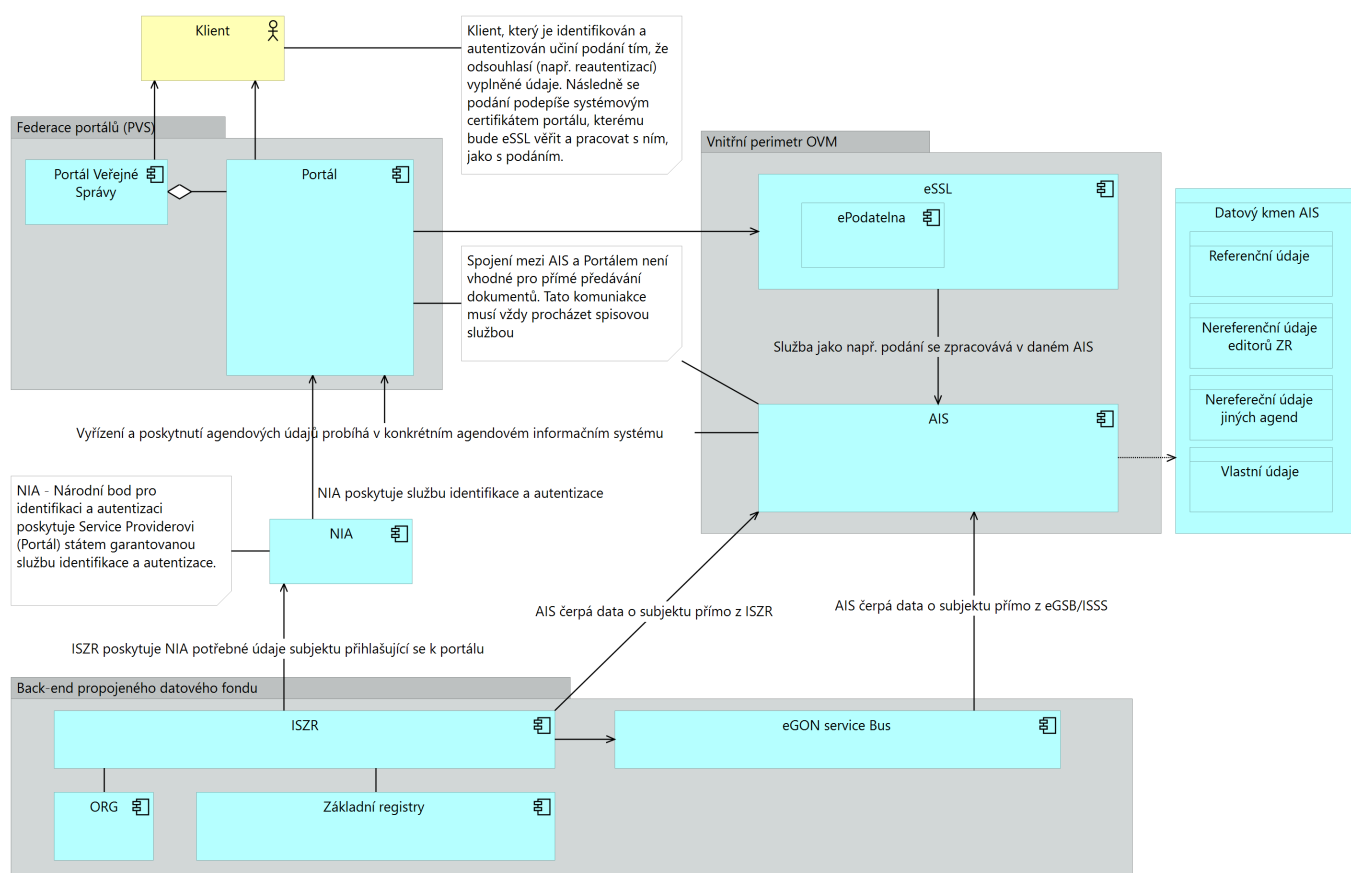 Klient
Klient, který je identifikován a
autentizován učiní podání tím, že
odsouhlasí (např. reautentizací)
vyplněné údaje. Následně se
podání podepíše systémovým
certifikátem portálu, kterému
bude eSSL věřit a pracovat s ním,
jako s podáním.
Federace portálů (PVS)
Portál Veřejné
Správy
Portál
Vnitřní perimetr OVM
eSSL
ePodatelna
Datový kmen AIS
Referenční údaje
Nereferenční údaje
editorů ZR
Nerefereční údaje
jiných agend
Vlastní údaje
Spojení mezi AIS a Portálem není
vhodné pro přímé předávání
dokumentů. Tato komuniakce
musí vždy procházet spisovou
službou
Služba jako např. podání se zpracovává v daném AIS
AIS
Vyřízení a poskytnutí agendových údajů probíhá v konkrétním agendovém informačním systému
NIA - Národní bod pro
identifikaci a autentizaci
poskytuje Service Providerovi
(Portál) státem garantovanou
službu identifikace a autentizace.
NIA poskytuje službu identifikace a autentizace
NIA
AIS čerpá data o subjektu přímo z ISZR
AIS čerpá data o subjektu přímo z eGSB/ISSS
ISZR poskytuje NIA potřebné údaje subjektu přihlašující se k portálu
Back-end propojeného datového fondu
ISZR
eGON service Bus
ORG
Základní registry